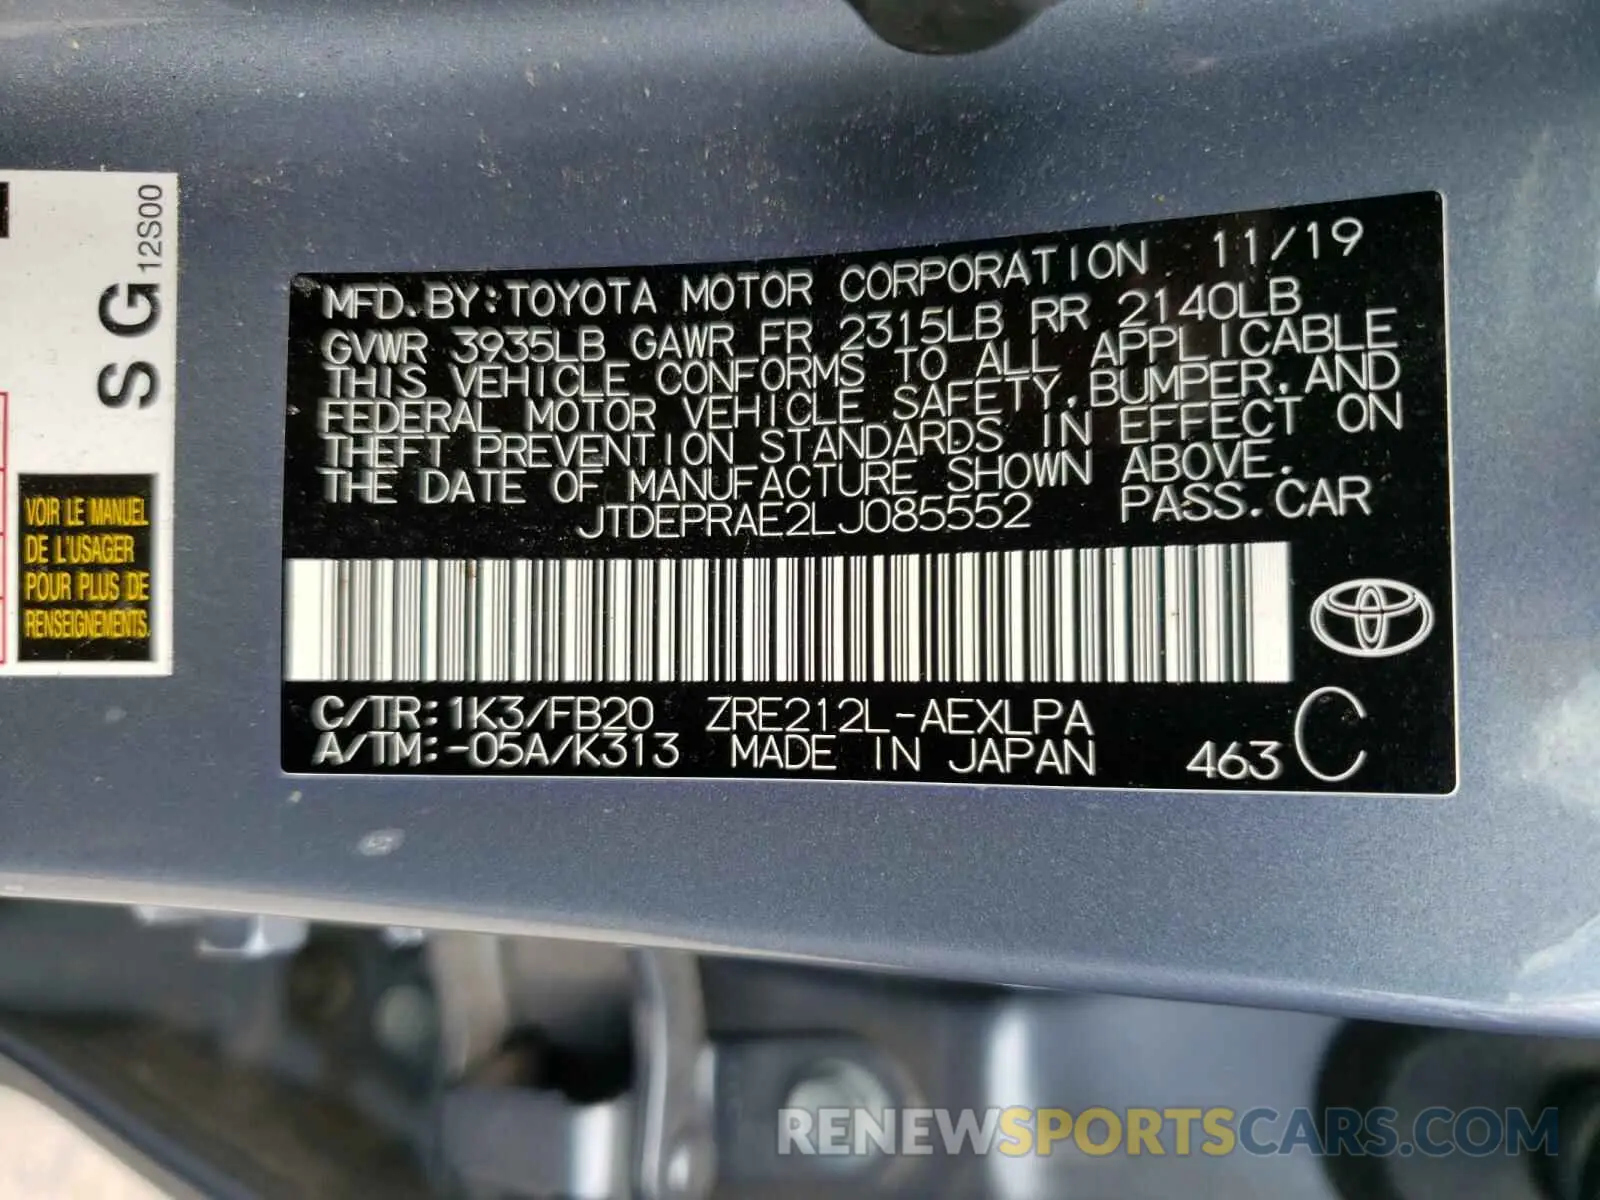 MFD. BY: TOYOTA MOTOR CORPORATION 11/19
GVWR 3935LB GAWR FR 2315LB RR 2140LB
THIS VEHICLE CONFORMS TO ALL APPLICABLE
FEDERAL MOTOR VEHICLE SAFETY, BUMPER, AND
THEFT PREVENTION STANDARDS IN EFFECT ON
THE DATE OF MANUFACTURE SHOWN ABOVE.
JTDEPRAE2LJ085552 PASS. CAR
C/TR: 1K3/FB20 ZRE212L-AEXLPA
A/TM: -05A/K313 MADE IN JAPAN 463 C
SG 12S00
VOIR LE MANUEL
DE L'USAGER
POUR PLUS DE
RENSEIGNEMENTS.
RENEWSPORTSCARS.COM